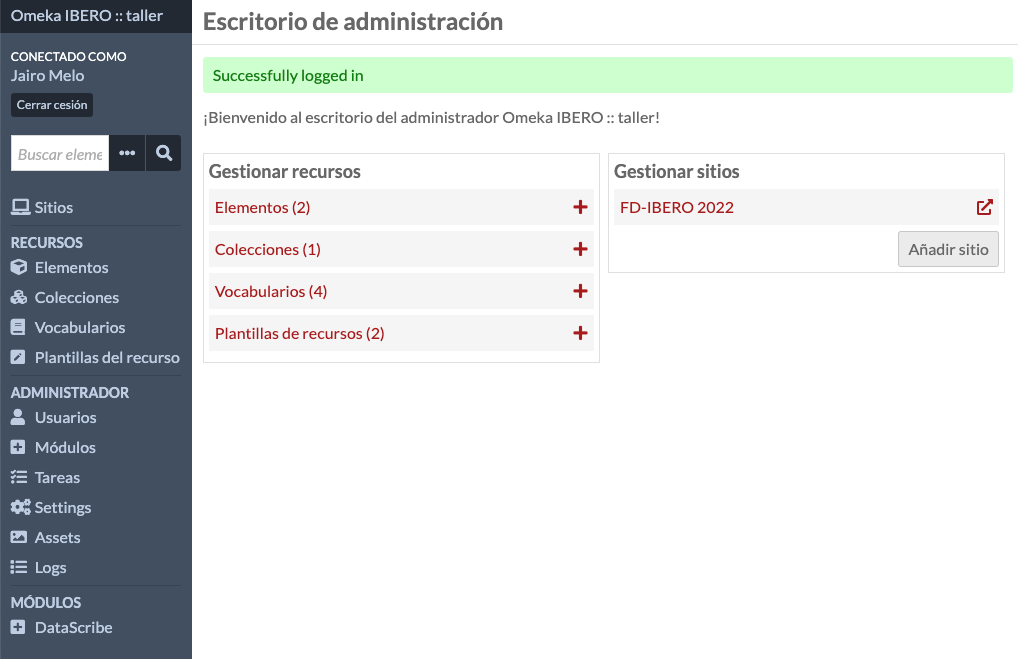 Omeka IBERO :: taller
CONECTADO COMO
Jairo Melo
Cerrar cesión
Buscar eleme
Sitios
RECURSOS
Elementos
Colecciones
Vocabularios
Plantillas del recurso
ADMINISTRADOR
Usuarios
Módulos
Tareas
Settings
Assets
Logs
MÓDULOS
DataScribe
Escritorio de administración
Successfully logged in
¡Bienvenido al escritorio del administrador Omeka IBERO :: taller!
Gestionar recursos
Elementos (2)
Colecciones (1)
Vocabularios (4)
Plantillas de recursos (2)
Gestionar sitios
FD-IBERO 2022
Añadir sitio